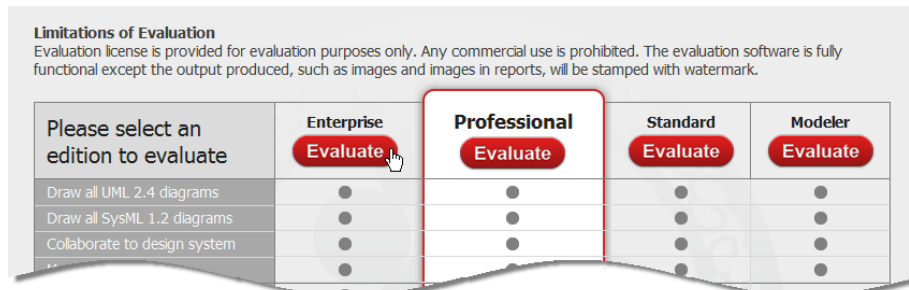 Limitations of Evaluation
Evaluation license is provided for evaluation purposes only. Any commercial use is prohibited. The evaluation software is fully
functional except the output produced, such as images and images in reports, will be stamped with watermark.
Please select an
edition to evaluate
Enterprise
Evaluate
Professional
Evaluate
Standard
Evaluate
Modeler
Evaluate
Draw all UML 2.4 diagrams
Draw all SysML 1.2 diagrams
Collaborate to design system